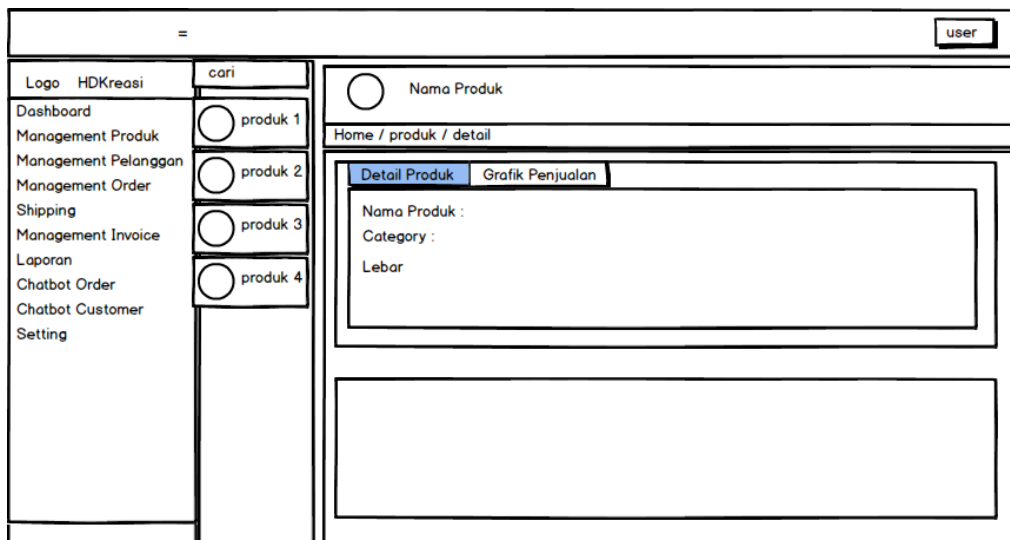 =
user
Logo HDKreasi
Dashboard
Management Produk
Management Pelanggan
Management Order
Shipping
Management Invoice
Laporan
Chatbot Order
Chatbot Customer
Setting
cari
produk 1
produk 2
produk 3
produk 4
Nama Produk
Home / produk / detail
Detail Produk Grafik Penjualan
Nama Produk :
Category :
Lebar